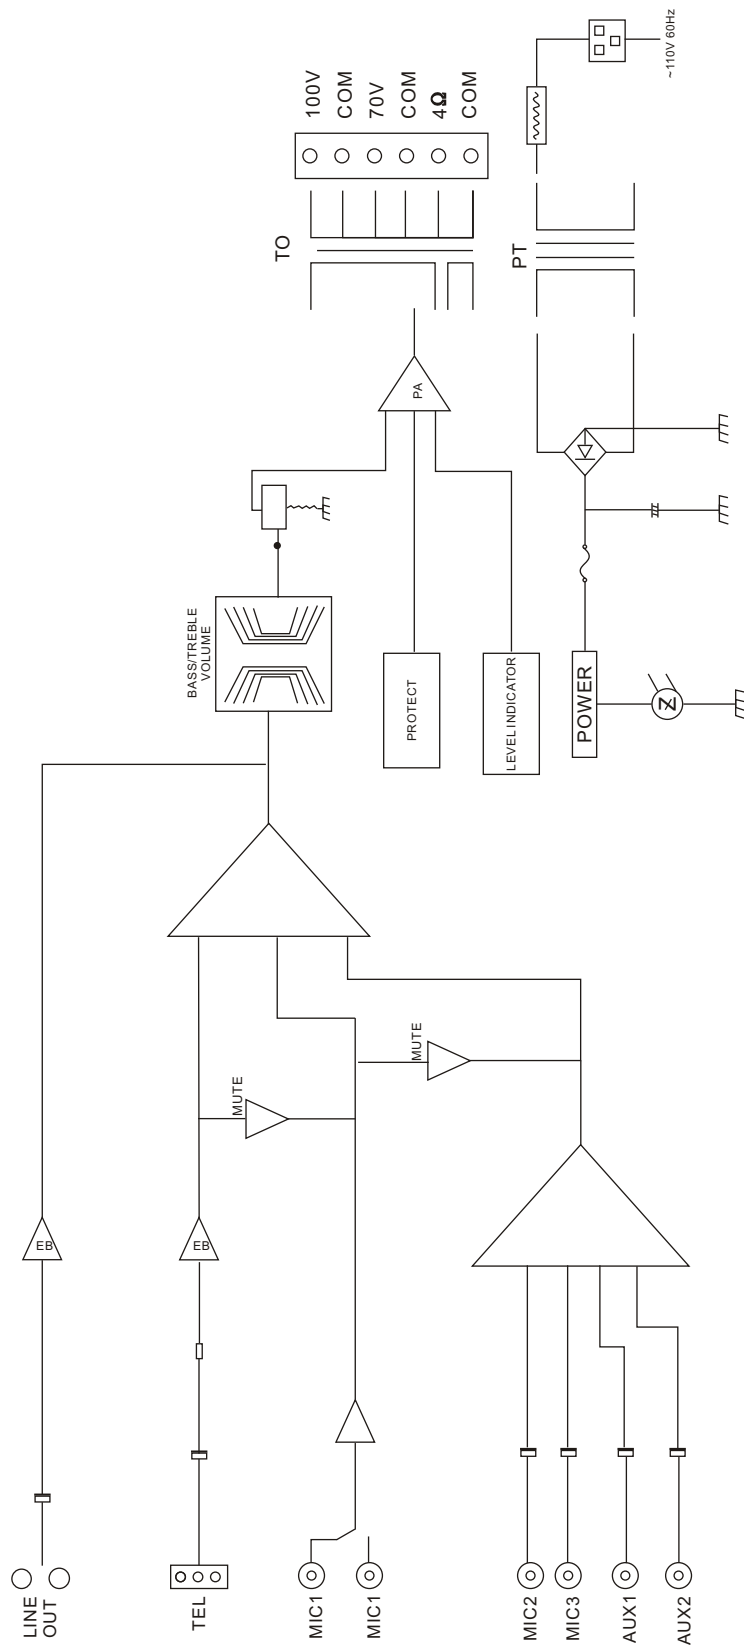 LINE
OUT
TEL
MIC1
MIC1
MIC2
MIC3
AUX1
AUX2
EB
EB
MUTE
MUTE
BASS/TREBLE
VOLUME
PROTECT
LEVEL INDICATOR
POWER
Z
PA
TO
PT
100V
COM
70V
COM
4Ω
COM
~110V 60Hz